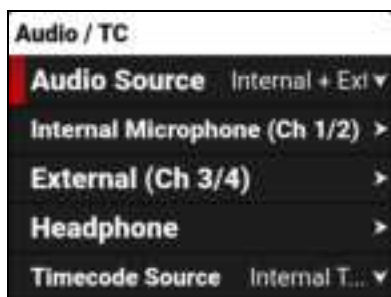 Audio / TC
Audio Source Internal + Ext
Internal Microphone (Ch 1/2) >
External (Ch 3/4) >
Headphone >
Timecode Source Internal T...